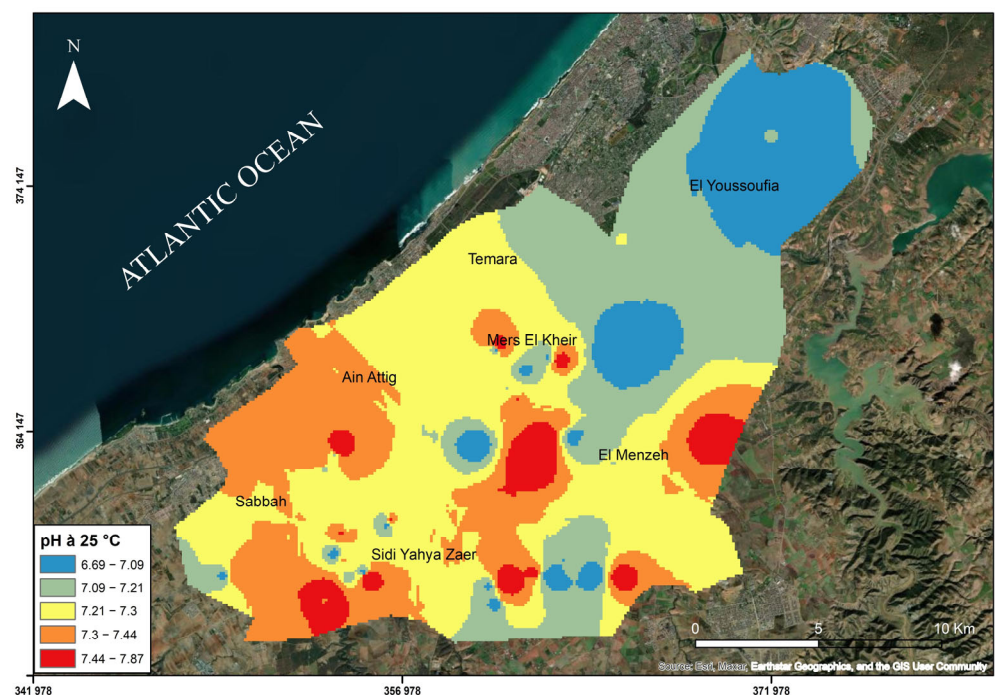 N
ATLANTIC OCEAN
374 147
El Youssoufia
Temara
Mers El Kheir
Ain Attig
364 147
El Menzeh
Sabbah
Sidi Yahya Zaer
pH à 25 °C
6.69 – 7.09
7.09 – 7.21
7.21 – 7.3
7.3 – 7.44
7.44 – 7.87
0 5 10 Km
Source: Esri, Maxar, Earthstar Geographics, and the GIS User Community
341 978 356 978 371 978